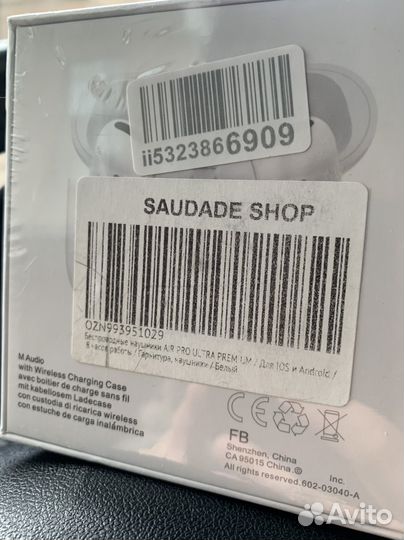 ii5323866909
SAUDADE SHOP
OZN993951029
Беспроводные наушники AIR PRO ULTRA PREMIUM / Для IOS и Android /
8 часов работы / Гарнитура, наушники / Белый
M Audio
with Wireless Charging Case
avec boîtier de charge sans fil
mit kabellosem Ladecase
con custodia di ricarica wireless
con estuche de carga inalámbrica
FB Inc.
Shenzhen, China
CA 95015 China.
All rights reserved. 602-03040-A
Avito